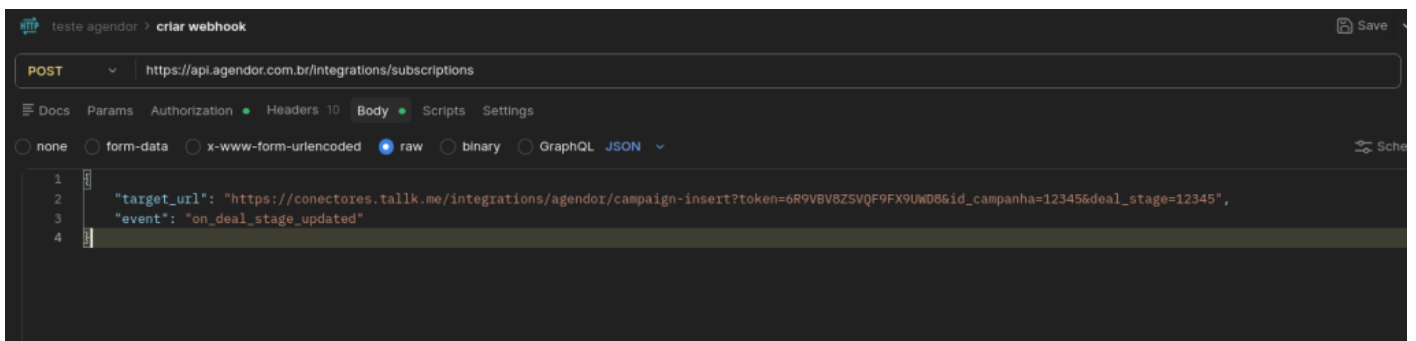 HTTP teste agendor > criar webhook Save
POST https://api.agendor.com.br/integrations/subscriptions
Docs Params Authorization Headers 10 Body Scripts Settings
none form-data x-www-form-urlencoded raw binary GraphQL JSON Sche
1 {
2 "target_url": "https://conectores.tallk.me/integrations/agendor/campaign-insert?token=6R9VBV8ZSVQF9FX9UWD8&id_campanha=12345&deal_stage=12345",
3 "event": "on_deal_stage_updated"
4 }